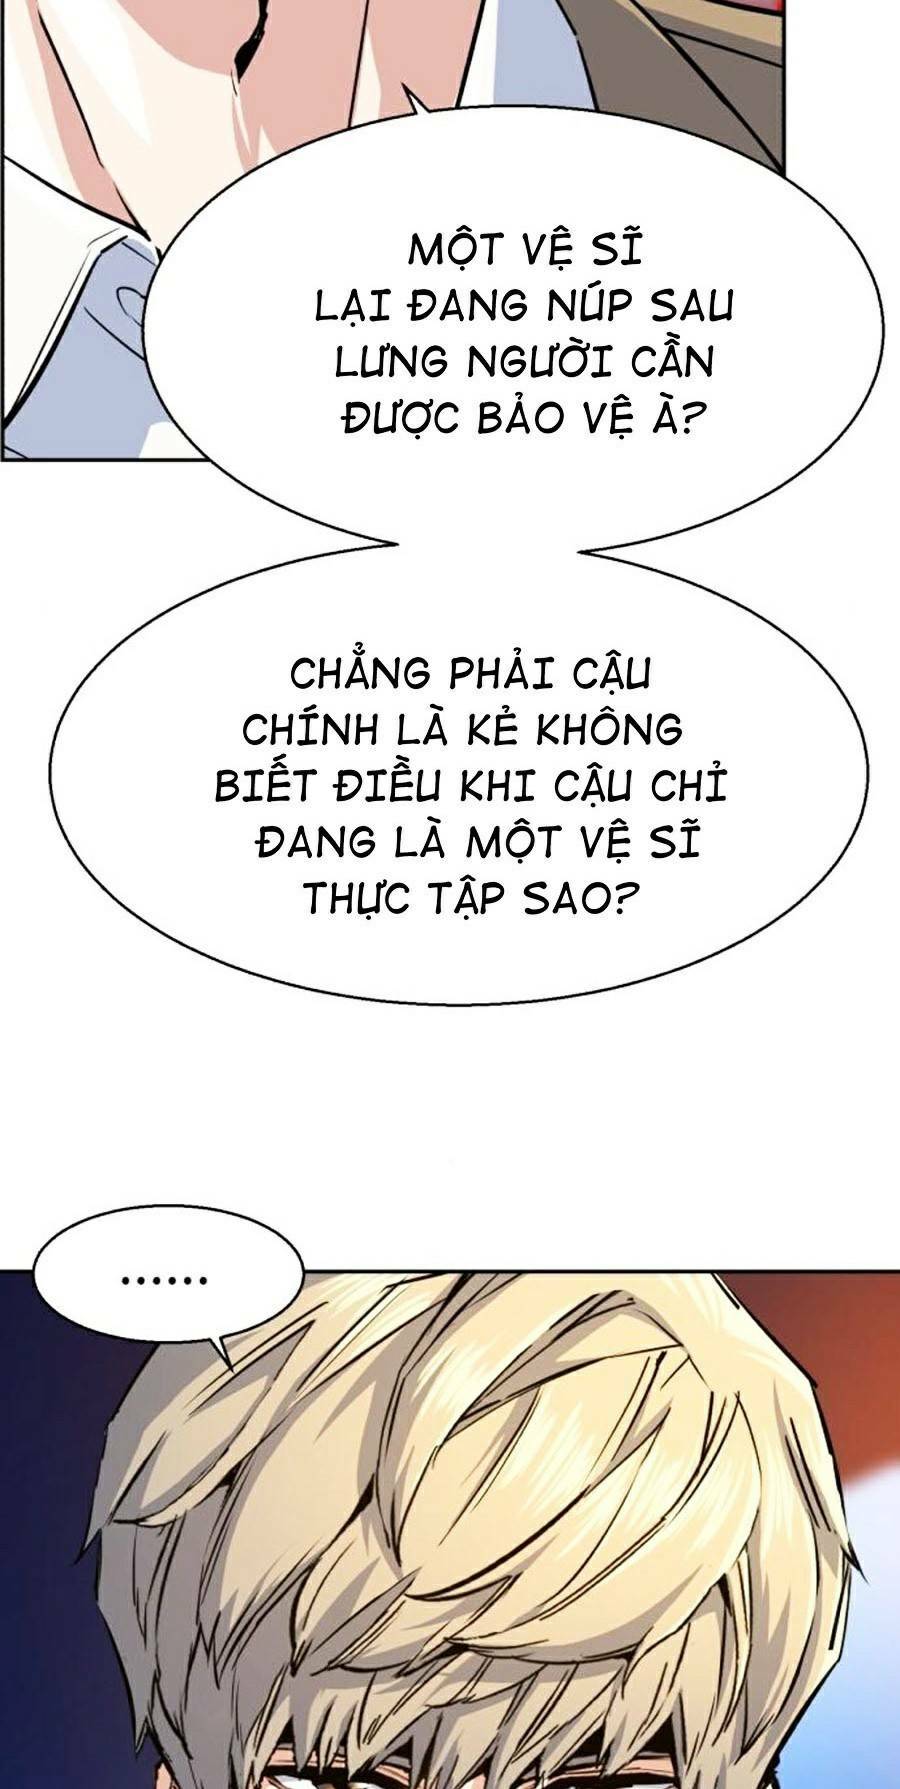 MỘT VỆ SĨ
LẠI ĐANG NÚP SAU
LƯNG NGƯỜI CẦN
ĐƯỢC BẢO VỆ À?
CHẲNG PHẢI CẬU
CHÍNH LÀ KẺ KHÔNG
BIẾT ĐIỀU KHI CẬU CHỈ
ĐANG LÀ MỘT VỆ SĨ
THỰC TẬP SAO?
......